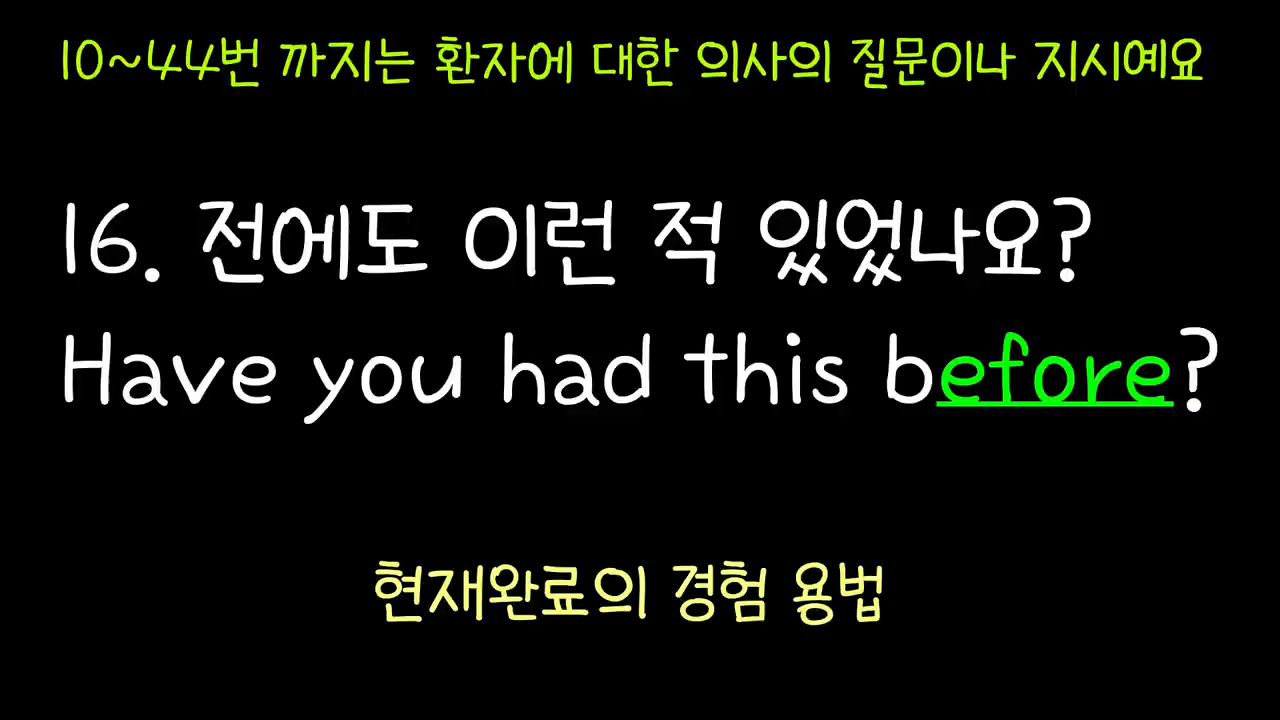 10~44번 까지는 환자에 대한 의사의 질문이나 지시예요
16. 전에도 이런 적 있었나요?
Have you had this before?
현재완료의 경험 용법